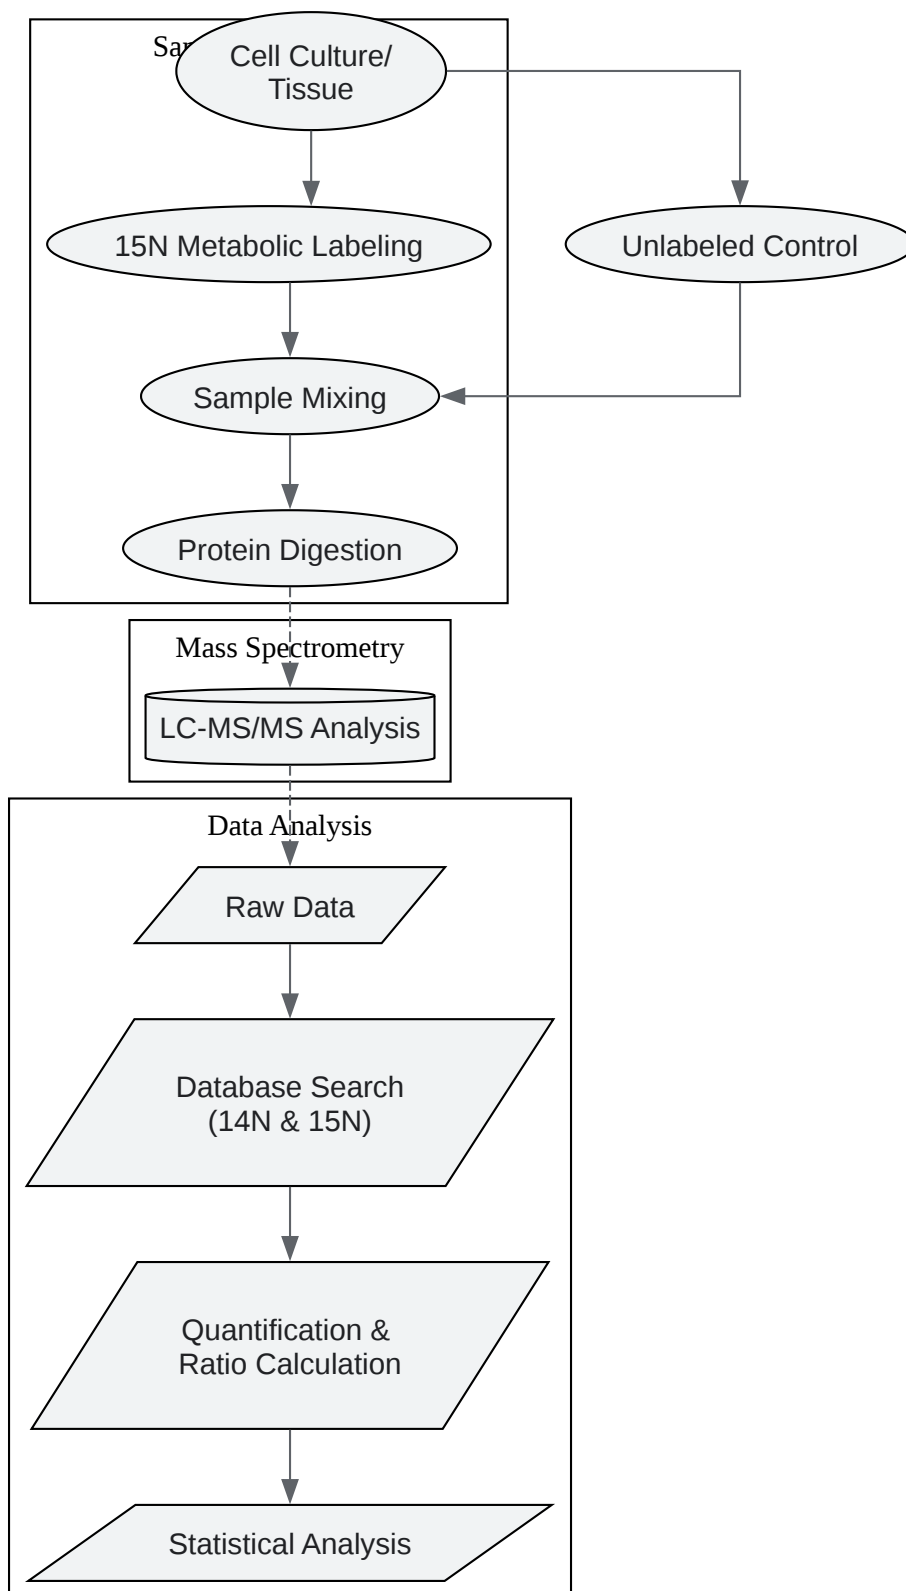 Cell Culture/
Tissue
15N Metabolic Labeling
Unlabeled Control
Sample Mixing
Protein Digestion
Mass Spectrometry
LC-MS/MS Analysis
Data Analysis
Raw Data
Database Search
(14N & 15N)
Quantification &
Ratio Calculation
Statistical Analysis